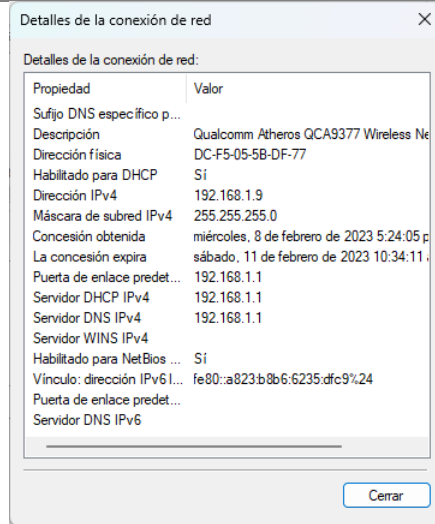 Detalles de la conexión de red
Detalles de la conexión de red:
Propiedad Valor
Sufijo DNS específico p...
Descripción Qualcomm Atheros QCA9377 Wireless Ne
Dirección física DC-F5-05-5B-DF-77
Habilitado para DHCP Sí
Dirección IPv4 192.168.1.9
Máscara de subred IPv4 255.255.255.0
Concesión obtenida miércoles, 8 de febrero de 2023 5:24:05 p
La concesión expira sábado, 11 de febrero de 2023 10:34:11
Puerta de enlace predet... 192.168.1.1
Servidor DHCP IPv4 192.168.1.1
Servidor DNS IPv4 192.168.1.1
Servidor WINS IPv4
Habilitado para NetBios ... Sí
Vínculo: dirección IPv6 l... fe80::a823:b8b6:6235:dfc9%24
Puerta de enlace predet...
Servidor DNS IPv6
Cerrar